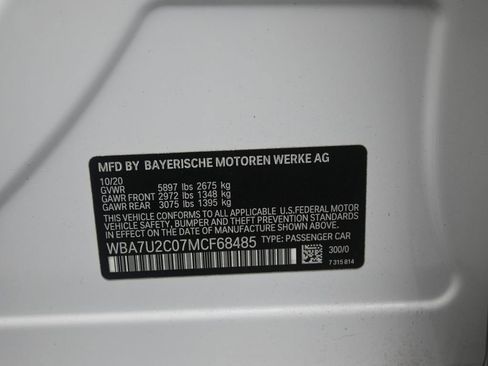 MFD BY BAYERISCHE MOTOREN WERKE AG
10/20
GVWR 5897 lbs 2675 kg
GAWR FRONT 2972 lbs 1348 kg
GAWR REAR 3075 lbs 1395 kg
THIS VEHICLE CONFORMS TO ALL APPLICABLE U.S.FEDERAL MOTOR
VEHICLE SAFETY, BUMPER, AND THEFT PREVENTION
STANDARDS IN EFFECT ON THE DATE OF MANUFACTURE SHOWN ABOVE.
WBA7U2C07MCF68485 TYPE: PASSENGER CAR
300/0
7 315 814